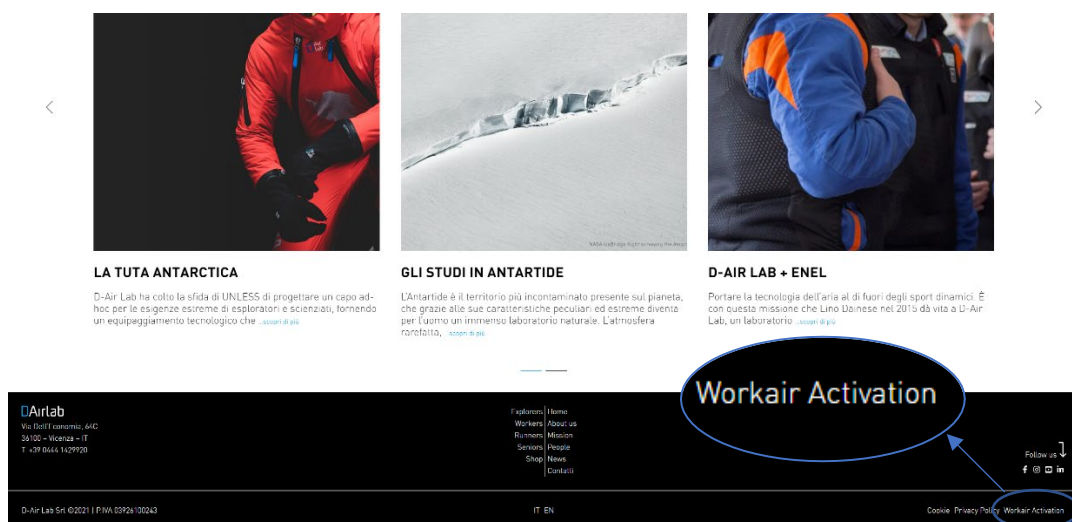 LA TUTA ANTARCTICA
D-Air Lab ha colto la sfida di UNLESS di progettare un capo ad-
hoc per le esigenze estreme di esploratori e scienziati, fornendo
un equipaggiamento tecnologico che ...scopri di più
GLI STUDI IN ANTARTIDE
L'Antartide è il territorio più incontaminato presente sul pianeta,
che grazie alle sue caratteristiche peculiari ed estreme diventa
per l'uomo un immenso laboratorio naturale. L'atmosfera
rarefatta, ...scopri di più
D-AIR LAB + ENEL
Portare la tecnologia dell'aria al di fuori degli sport dinamici. È
con questa missione che Lino Dainese nel 2015 dà vita a D-Air
Lab, un laboratorio ...scopri di più
Workair Activation
DAirlab
Via Dell'Economia, 64C
36100 – Vicenza – IT
T +39 0444 1429920
Explorers
Workers
Runners
Seniors
Shop
Home
About us
Mission
People
News
Contatti
Follow us
D-Air Lab Srl ©2021 | P.IVA 03926100243
IT EN
Cookie Privacy Policy Workair Activation